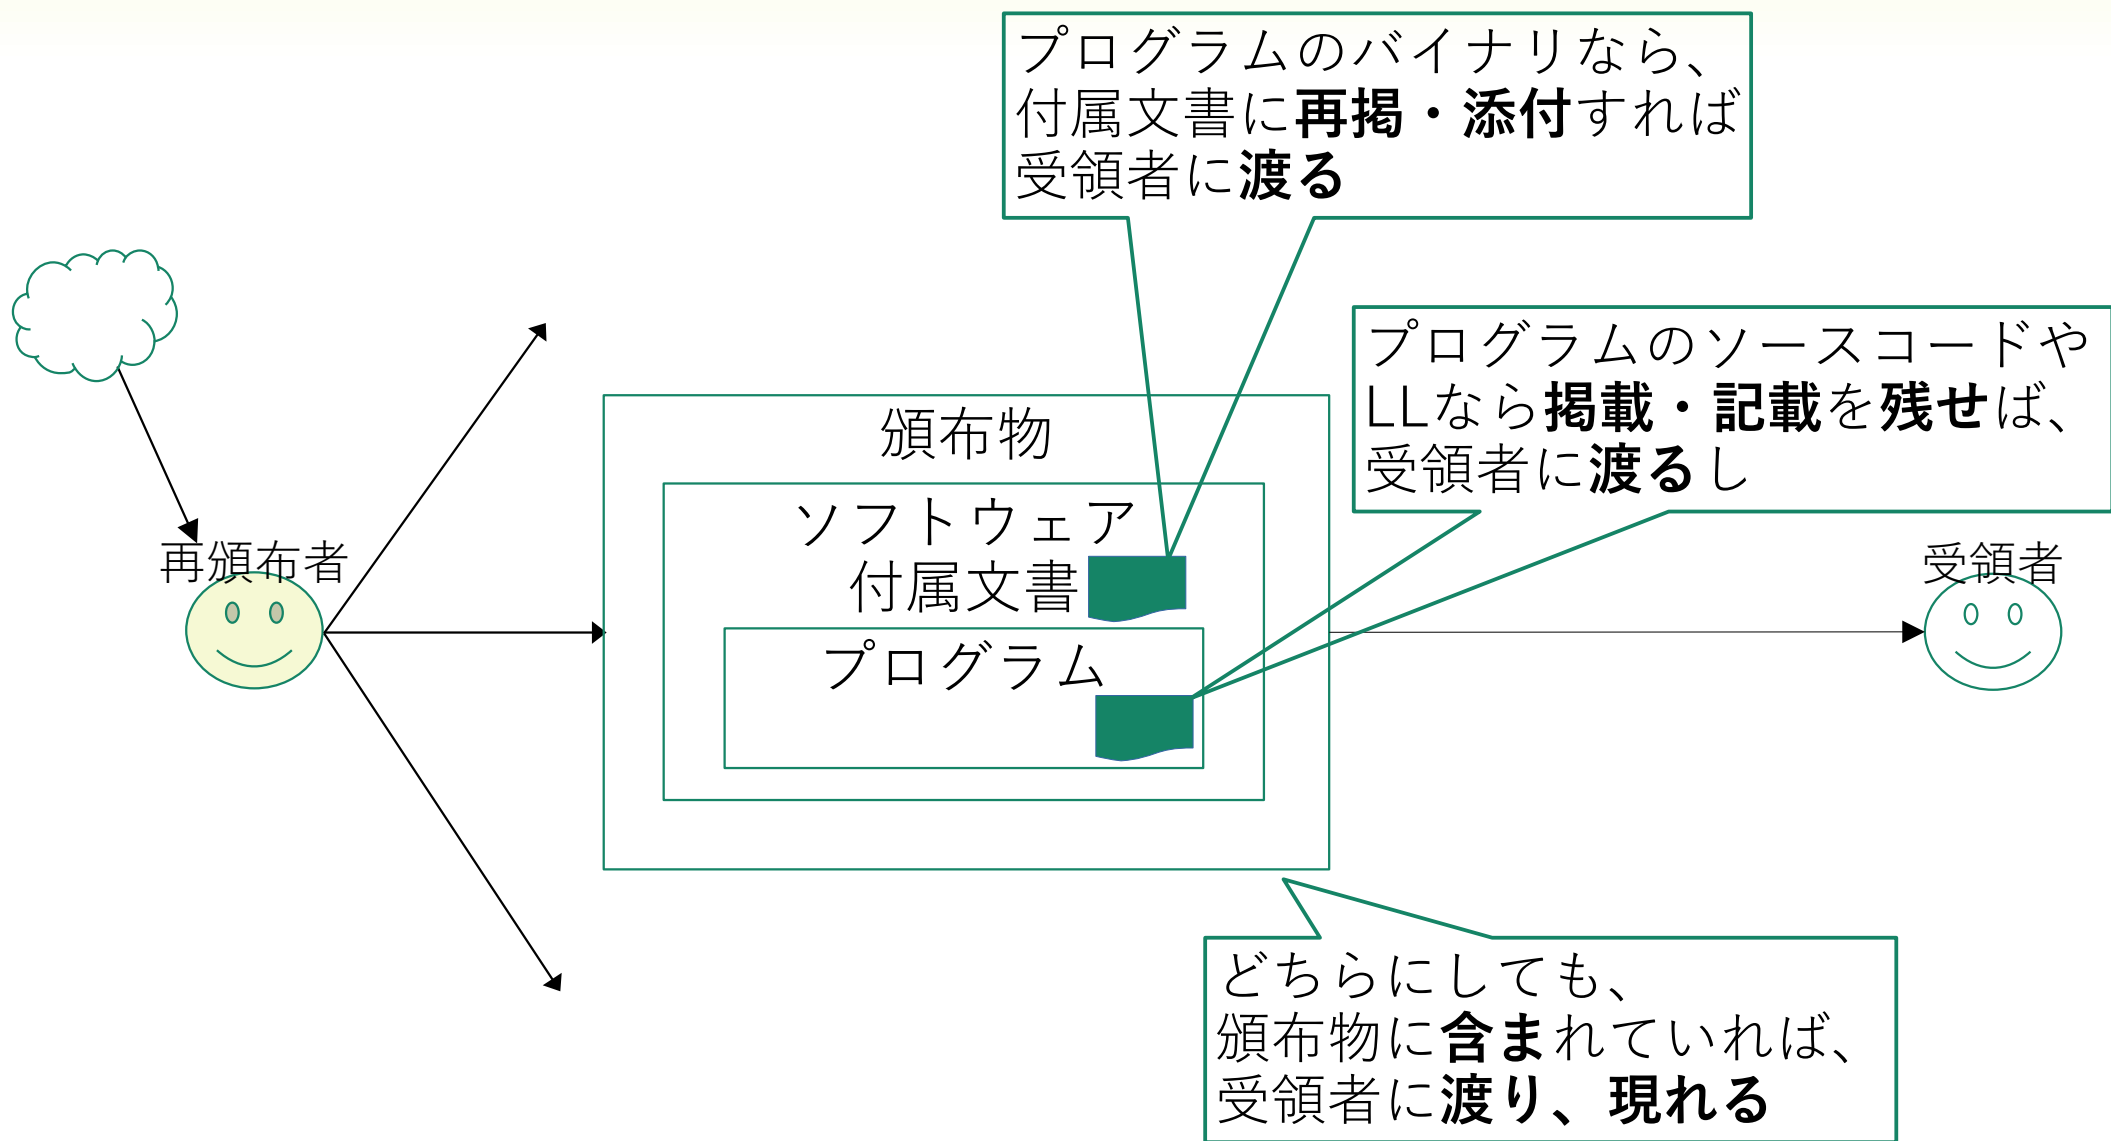 プログラムのバイナリなら、
付属文書に再掲・添付すれば
受領者に渡る
プログラムのソースコードや
LLなら掲載・記載を残せば、
受領者に渡るし
頒布物
ソフトウェア
付属文書
プログラム
再頒布者
受領者
どちらにしても、
頒布物に含まれていれば、
受領者に渡り、現れる